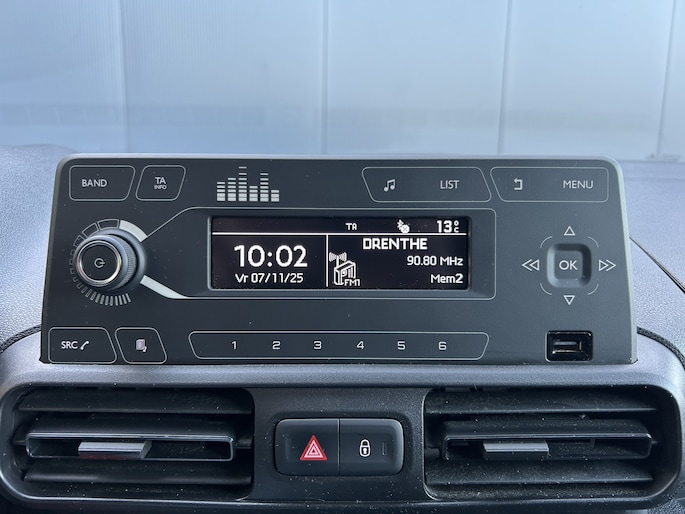 BAND
TA
INFO
LIST
MENU
TA
13°C
10:02
Vr 07/11/25
DRENTHE
90.80 MHz
FM1
Mem2
OK
SRC
1 2 3 4 5 6